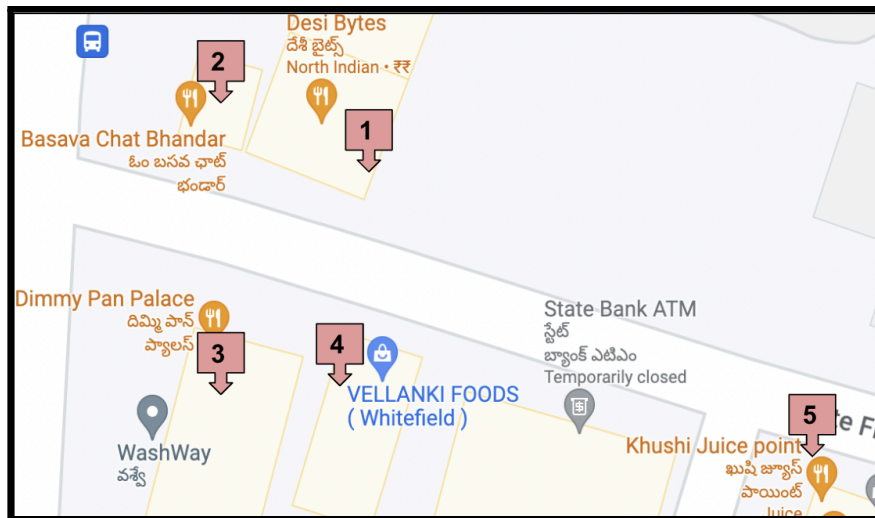 Desi Bytes
దేశీ బైట్స్
North Indian • ₹₹
2
1
Basava Chat Bhandar
ఓం బసవ ఛాట్
భండార్
Dimmy Pan Palace
దిమ్మి పాన్
ప్యాలస్
3
4
VELLANKI FOODS
( Whitefield )
State Bank ATM
స్టేట్
బ్యాంక్ ఎటిఎం
Temporarily closed
WashWay
వశ్వే
5
Khushi Juice point
ఖుషి జ్యూస్
పాయింట్
Juice